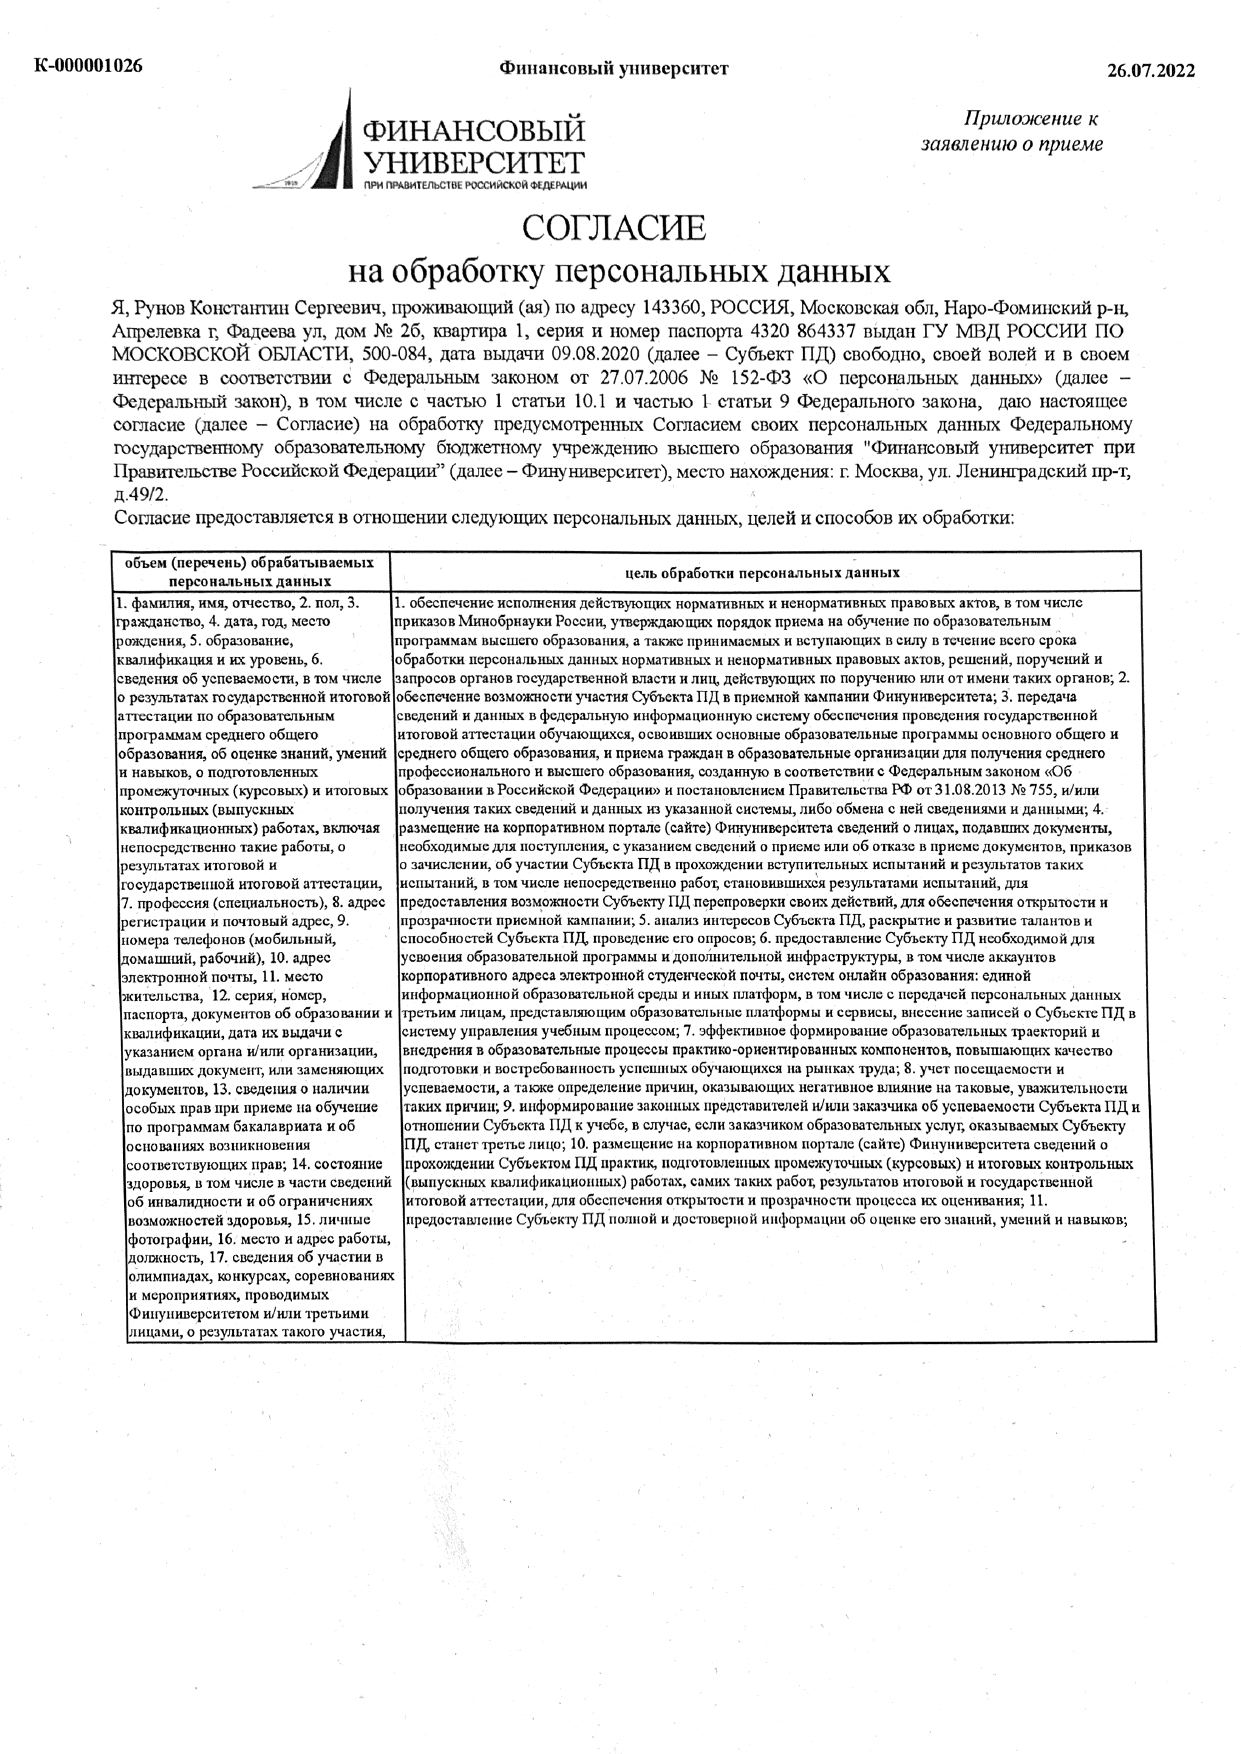 К-000001026
Финансовый университет
26.07.2022
ФИНАНСОВЫЙ
УНИВЕРСИТЕТ
ПРИ ПРАВИТЕЛЬСТВЕ РОССИЙСКОЙ ФЕДЕРАЦИИ
1919
Приложение к
заявлению о приеме
СОГЛАСИЕ
на обработку персональных данных
Я, Рунов Константин Сергеевич, проживающий (ая) по адресу 143360, РОССИЯ, Московская обл, Наро-Фоминский р-н,
Апрелевка г, Фадеева ул, дом № 2б, квартира 1, серия и номер паспорта 4320 864337 выдан ГУ МВД РОССИИ ПО
МОСКОВСКОЙ ОБЛАСТИ, 500-084, дата выдачи 09.08.2020 (далее – Субъект ПД) свободно, своей волей и в своем
интересе в соответствии с Федеральным законом от 27.07.2006 № 152-ФЗ «О персональных данных» (далее –
Федеральный закон), в том числе с частью 1 статьи 10.1 и частью 1 статьи 9 Федерального закона, даю настоящее
согласие (далее – Согласие) на обработку предусмотренных Согласием своих персональных данных Федеральному
государственному образовательному бюджетному учреждению высшего образования "Финансовый университет при
Правительстве Российской Федерации” (далее – Финуниверситет), место нахождения: г. Москва, ул. Ленинградский пр-т,
д.49/2.
Согласие предоставляется в отношении следующих персональных данных, целей и способов их обработки:
объем (перечень) обрабатываемых
персональных данных
1. фамилия, имя, отчество, 2. пол, 3.
гражданство, 4. дата, год, место
рождения, 5. образование,
квалификация и их уровень, 6.
сведения об успеваемости, в том числе
о результатах государственной итоговой
аттестации по образовательным
программам среднего общего
образования, об оценке знаний, умений
и навыков, о подготовленных
промежуточных (курсовых) и итоговых
контрольных (выпускных
квалификационных) работах, включая
непосредственно такие работы, о
результатах итоговой и
государственной итоговой аттестации,
7. профессия (специальность), 8. адрес
регистрации и почтовый адрес, 9.
номера телефонов (мобильный,
домашний, рабочий), 10. адрес
электронной почты, 11. место
жительства, 12. серия, номер,
паспорта, документов об образовании и
квалификации, дата их выдачи с
указанием органа и/или организации,
выдавших документ, или заменяющих
документов, 13. сведения о наличии
особых прав при приеме на обучение
по программам бакалавриата и об
основаниях возникновения
соответствующих прав; 14. состояние
здоровья, в том числе в части сведений
об инвалидности и об ограничениях
возможностей здоровья, 15. личные
фотографии, 16. место и адрес работы,
должность, 17. сведения об участии в
олимпиадах, конкурсах, соревнованиях
и мероприятиях, проводимых
Финуниверситетом и/или третьими
лицами, о результатах такого участия,
цель обработки персональных данных
1. обеспечение исполнения действующих нормативных и ненормативных правовых актов, в том числе
приказов Минобрнауки России, утверждающих порядок приема на обучение по образовательным
программам высшего образования, а также принимаемых и вступающих в силу в течение всего срока
обработки персональных данных нормативных и ненормативных правовых актов, решений, поручений и
запросов органов государственной власти и лиц, действующих по поручению или от имени таких органов; 2.
обеспечение возможности участия Субъекта ПД в приемной кампании Финуниверситета; 3. передача
сведений и данных в федеральную информационную систему обеспечения проведения государственной
итоговой аттестации обучающихся, освоивших основные образовательные программы основного общего и
среднего общего образования, и приема граждан в образовательные организации для получения среднего
профессионального и высшего образования, созданную в соответствии с Федеральным законом «Об
образовании в Российской Федерации» и постановлением Правительства РФ от 31.08.2013 № 755, и/или
получения таких сведений и данных из указанной системы, либо обмена с ней сведениями и данными; 4.
размещение на корпоративном портале (сайте) Финуниверситета сведений о лицах, подавших документы,
необходимые для поступления, с указанием сведений о приеме или об отказе в приеме документов, приказов
о зачислении, об участии Субъекта ПД в прохождении вступительных испытаний и результатов таких
испытаний, в том числе непосредственно работ, становившихся результатами испытаний, для
предоставления возможности Субъекту ПД перепроверки своих действий, для обеспечения открытости и
прозрачности приемной кампании; 5. анализ интересов Субъекта ПД, раскрытие и развитие талантов и
способностей Субъекта ПД, проведение его опросов; 6. предоставление Субъекту ПД необходимой для
усвоения образовательной программы и дополнительной инфраструктуры, в том числе аккаунтов
корпоративного адреса электронной студенческой почты, систем онлайн образования: единой
информационной образовательной среды и иных платформ, в том числе с передачей персональных данных
третьим лицам, представляющим образовательные платформы и сервисы, внесение записей о Субъекте ПД в
систему управления учебным процессом; 7. эффективное формирование образовательных траекторий и
внедрения в образовательные процессы практико-ориентированных компонентов, повышающих качество
подготовки и востребованность успешных обучающихся на рынках труда; 8. учет посещаемости и
успеваемости, а также определение причин, оказывающих негативное влияние на таковые, уважительности
таких причин; 9. информирование законных представителей и/или заказчика об успеваемости Субъекта ПД и
отношении Субъекта ПД к учебе, в случае, если заказчиком образовательных услуг, оказываемых Субъекту
ПД, станет третье лицо; 10. размещение на корпоративном портале (сайте) Финуниверситета сведений о
прохождении Субъектом ПД практик, подготовленных промежуточных (курсовых) и итоговых контрольных
(выпускных квалификационных) работах, самих таких работ, результатов итоговой и государственной
итоговой аттестации, для обеспечения открытости и прозрачности процесса их оценивания; 11.
предоставление Субъекту ПД полной и достоверной информации об оценке его знаний, умений и навыков;